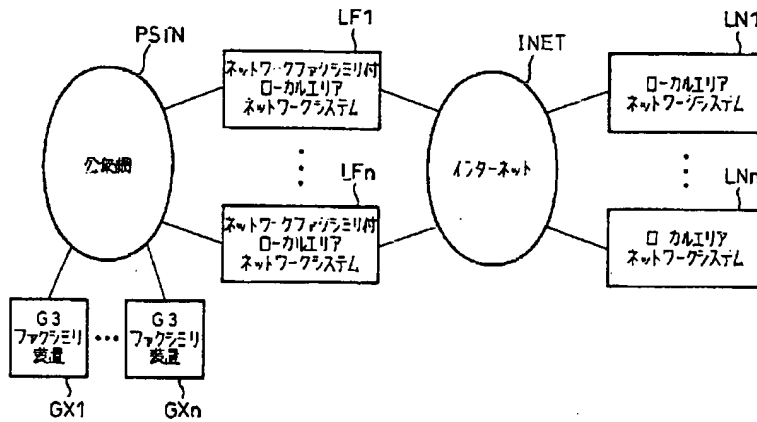 PSTN
LF1
INET
LN1
ネットワークファクシミリ付
ローカルエリア
ネットワークシステム
ローカルエリア
ネットワークシステム
公衆網
インターネット
LFn
LNn
ネットワークファクシミリ付
ローカルエリア
ネットワークシステム
ローカルエリア
ネットワークシステム
G3
ファクシミリ
装置
G3
ファクシミリ
装置
GX1
GXn